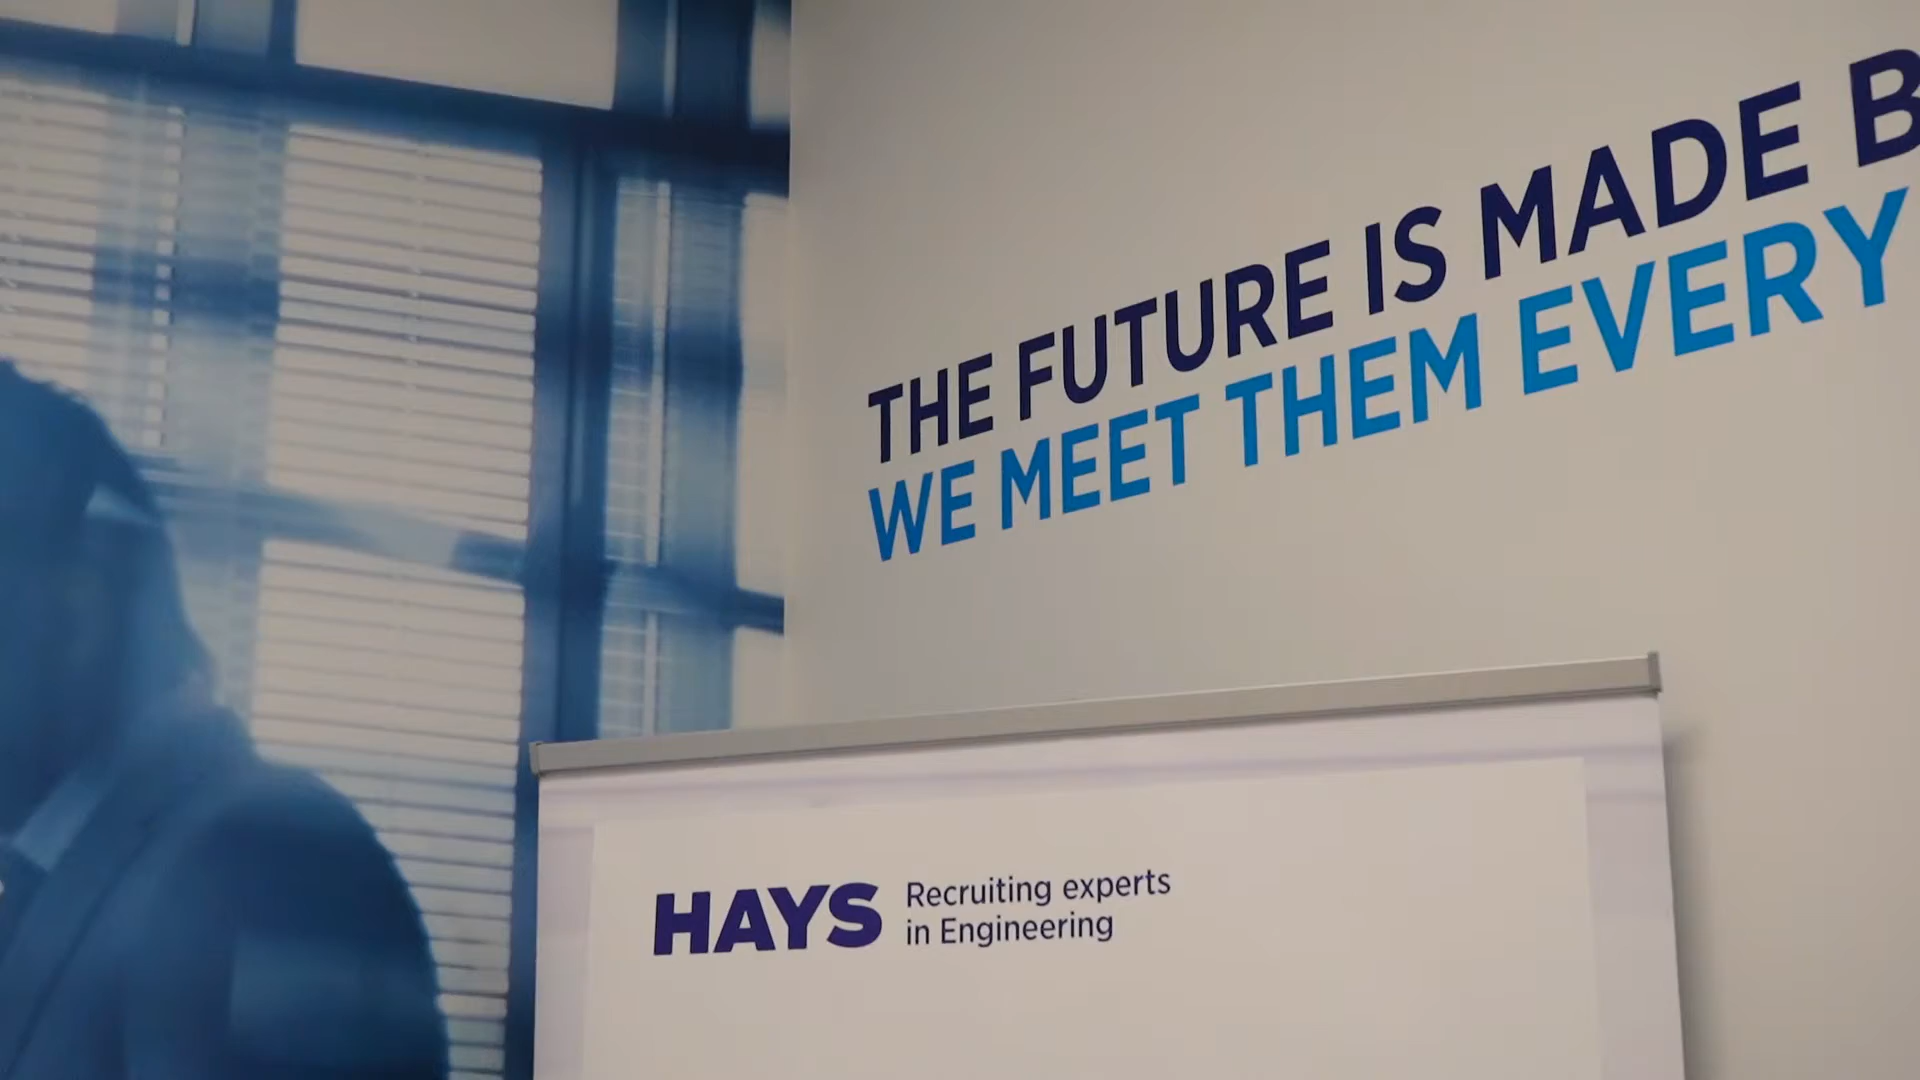 THE FUTURE IS MADE B
WE MEET THEM EVERY
HAYS
Recruiting experts
in Engineering